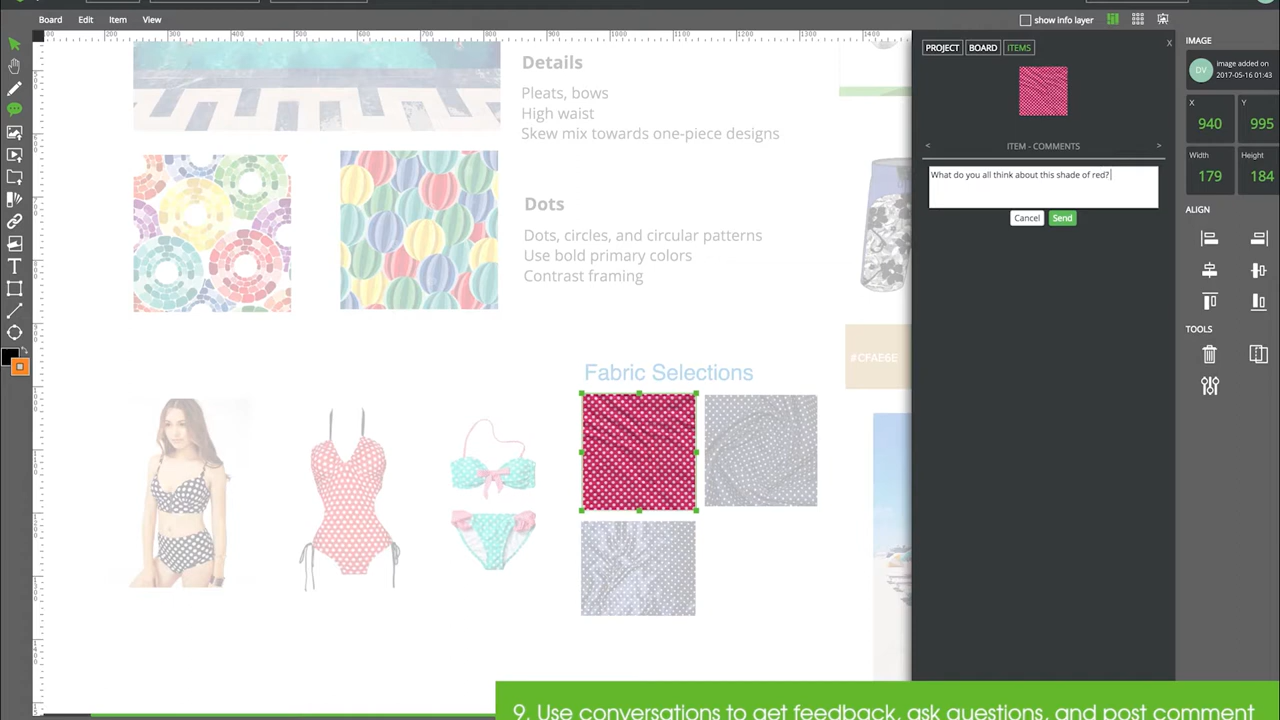 Board Edit Item View
show info layer
Details
Pleats, bows
High waist
Skew mix towards one-piece designs
Dots
Dots, circles, and circular patterns
Use bold primary colors
Contrast framing
Fabric Selections
#CFAE6E
PROJECT BOARD ITEMS
X
< ITEM - COMMENTS >
What do you all think about this shade of red?
Cancel Send
IMAGE
DV
image added on
2017-05-16 01:43
X Y
940 995
Width Height
179 184
ALIGN
TOOLS
9. Use conversations to get feedback, ask questions, and post comment